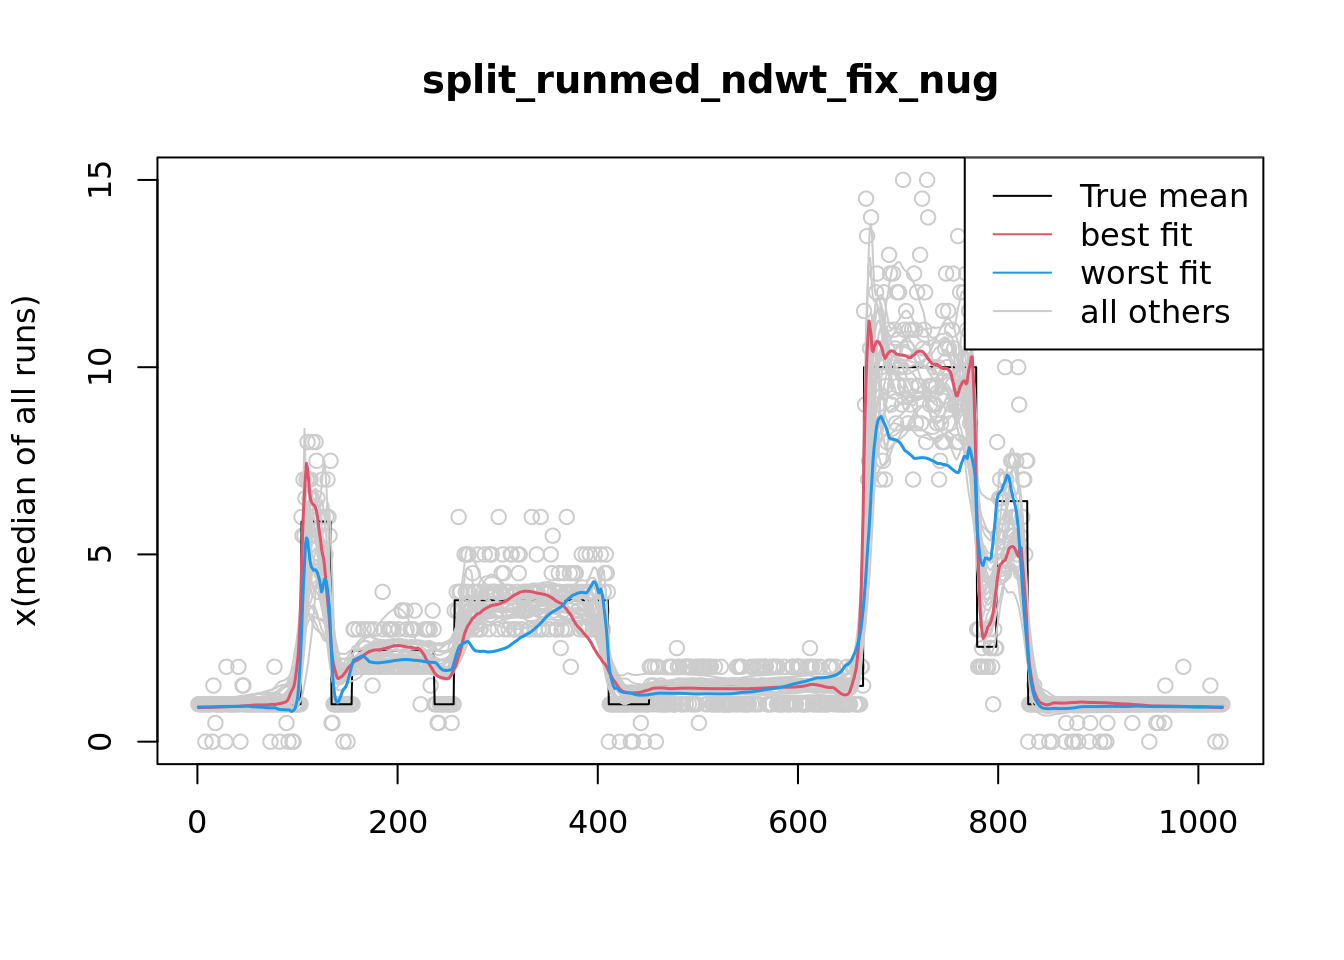 split_runmed_ndwt_fix_nug
x(median of all runs)
15
10
5
0
True mean
best fit
worst fit
all others
0 200 400 600 800 1000